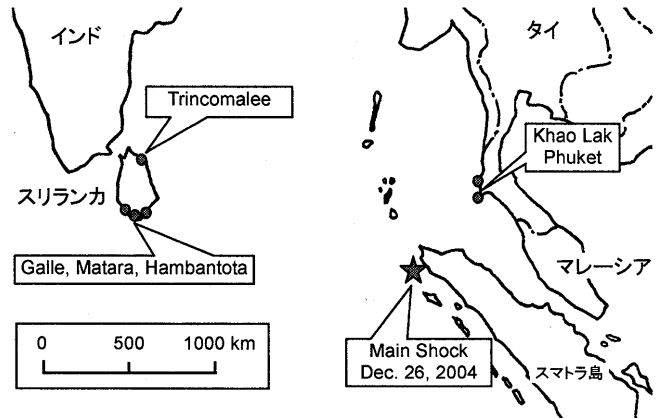 インド
タイ
Trincomalee
Khao Lak
Phuket
スリランカ
Galle, Matara, Hambantota
マレーシア
0 500 1000 km
Main Shock
Dec. 26, 2004
スマトラ島